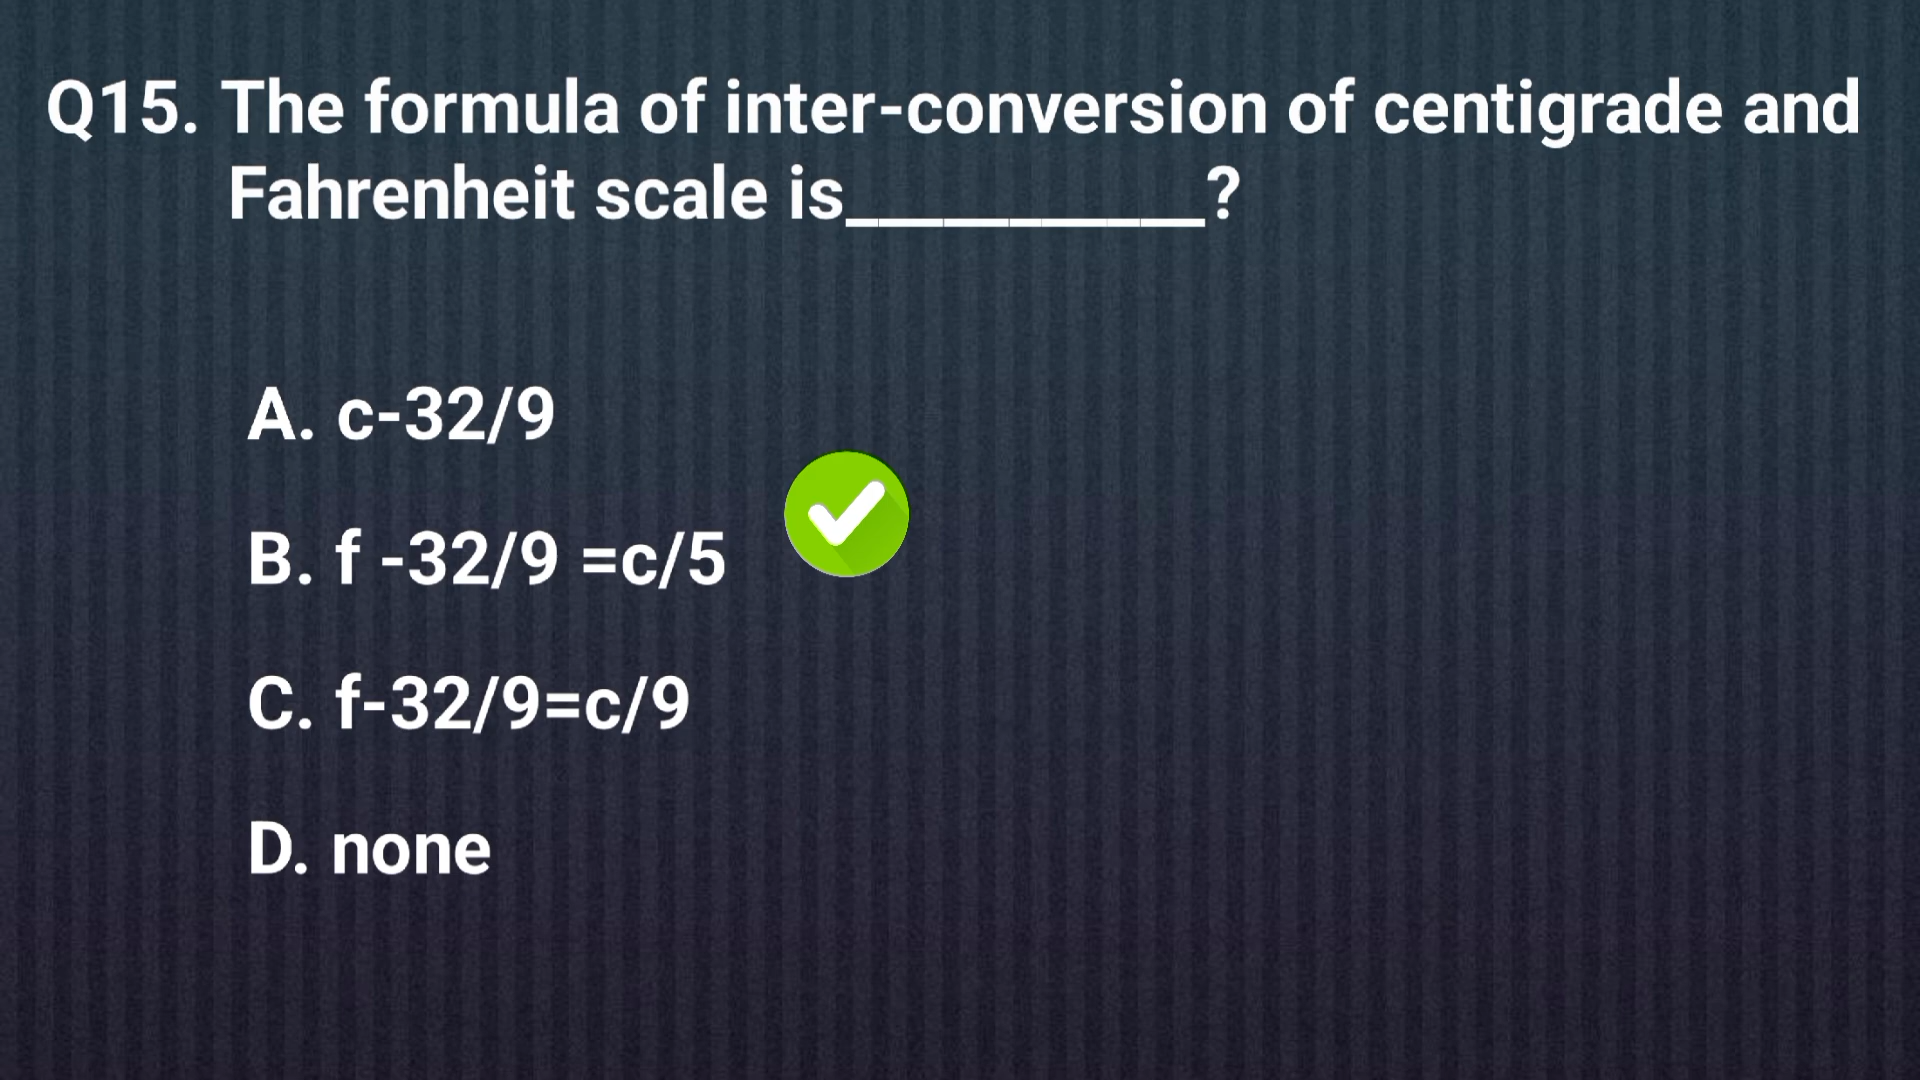 Q15. The formula of inter-conversion of centigrade and
Fahrenheit scale is___________?
A. c-32/9
B. f -32/9 =c/5
C. f-32/9=c/9
D. none